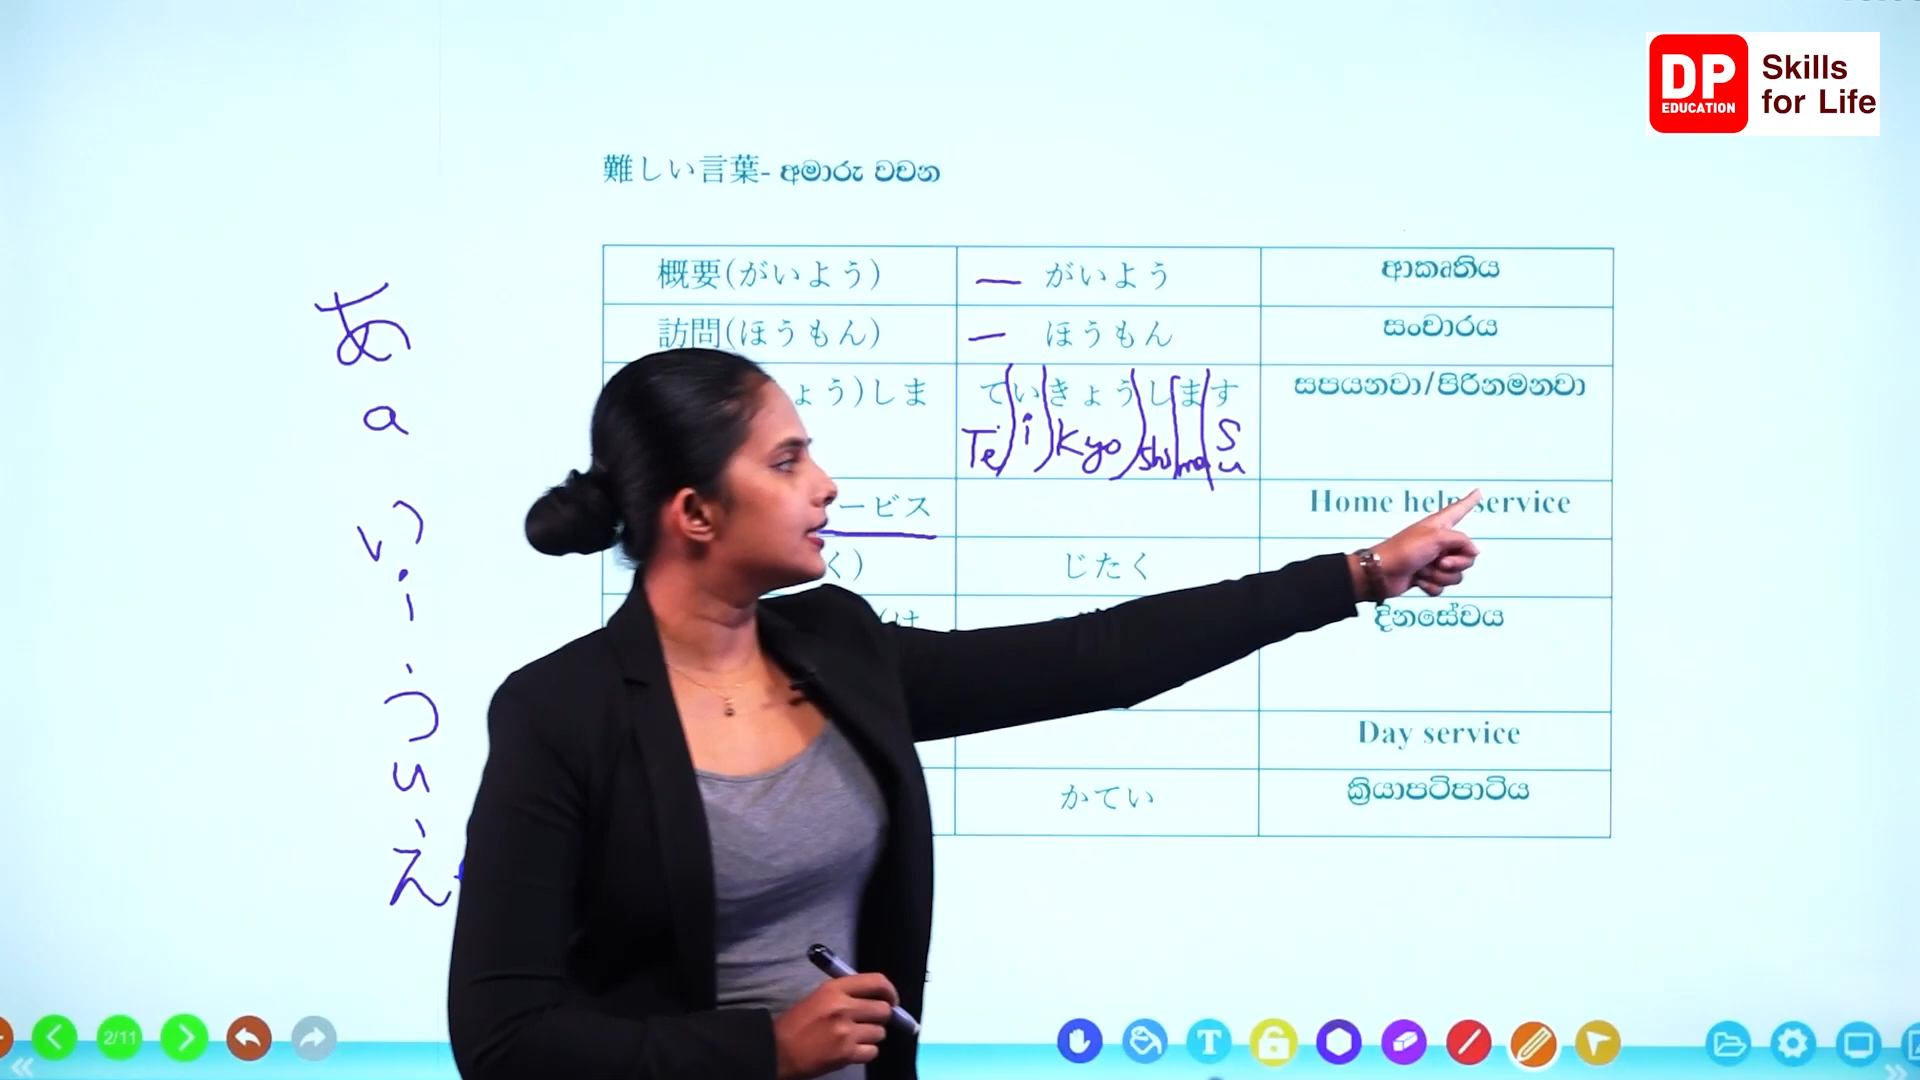 DP
EDUCATION
Skills
for Life
難しい言葉- අමාරු වචන
概要(がいよう) がいよう ආකෘතිය
訪問(ほうもん) ほうもん සංචාරය
ょう)しま ていきょうします සපයනවා/පිරිනමනවා
Te i Kyo shi ma su
ービス Home help service
く) じたく
(は දිනසේවය
Day service
かてい ක්‍රියාපටිපාටිය
あ
a
い
i
う
u
え
2/11
T